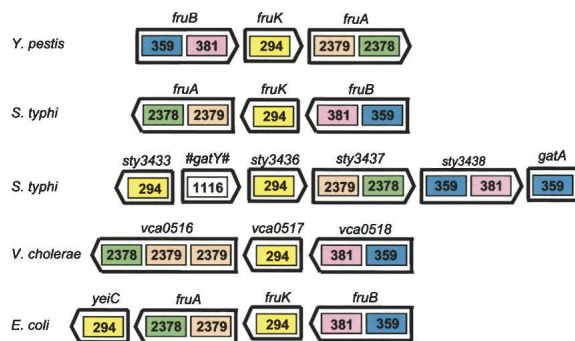 fruB fruK fruA
Y. pestis 359 381 294 2379 2378
fruA fruK fruB
S. typhi 2378 2379 294 381 359
sty3433 #gatY# sty3436 sty3437 sty3438 gatA
S. typhi 294 1116 294 2379 2378 359 381 359
vca0516 vca0517 vca0518
V. cholerae 2378 2379 2379 294 381 359
yeiC fruA fruK fruB
E. coli 294 2378 2379 294 381 359